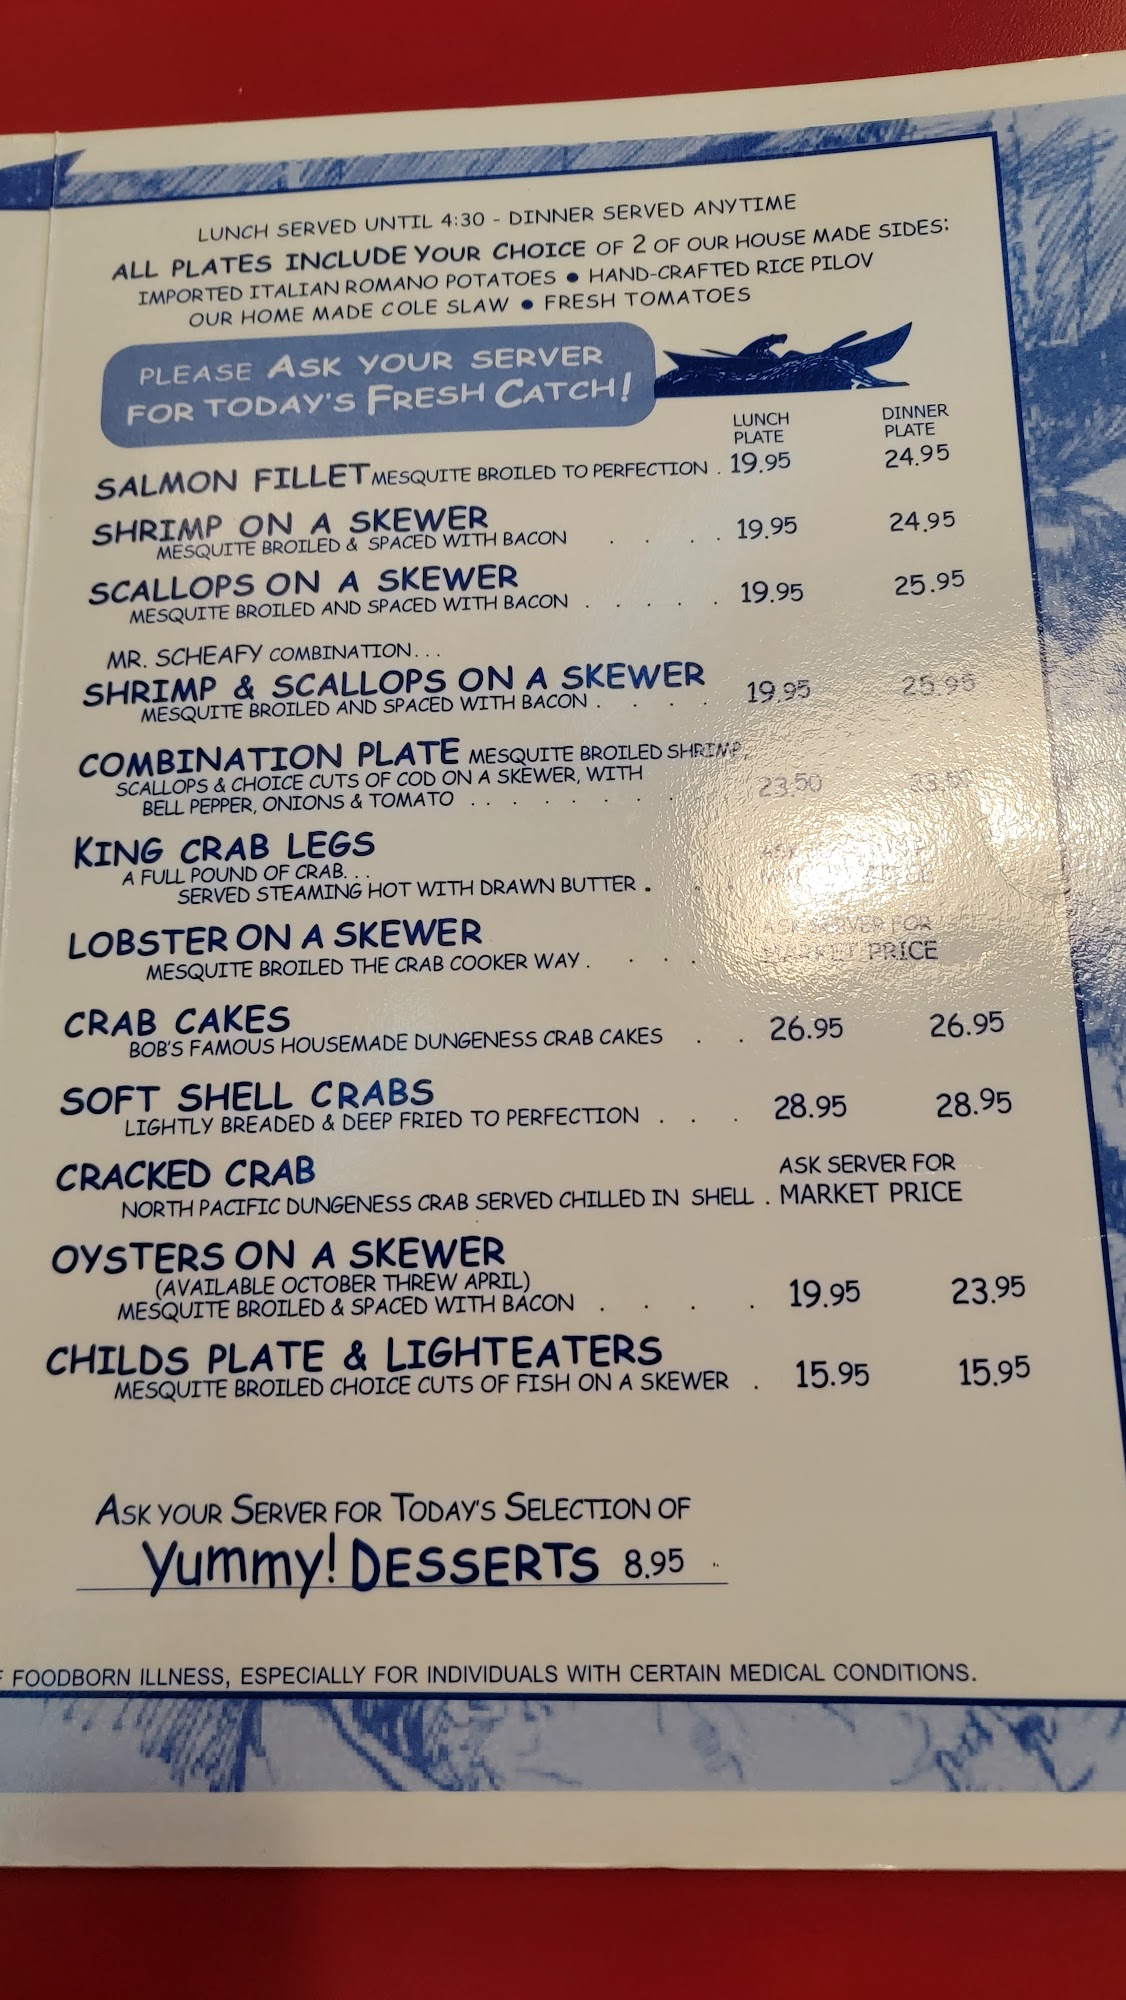 LUNCH SERVED UNTIL 4:30 - DINNER SERVED ANYTIME
ALL PLATES INCLUDE YOUR CHOICE OF 2 OF OUR HOUSE MADE SIDES:
IMPORTED ITALIAN ROMANO POTATOES ● HAND-CRAFTED RICE PILOV
OUR HOME MADE COLE SLAW ● FRESH TOMATOES
PLEASE ASK YOUR SERVER
FOR TODAY'S FRESH CATCH!
LUNCH PLATE DINNER PLATE
SALMON FILLET MESQUITE BROILED TO PERFECTION . 19.95 24.95
SHRIMP ON A SKEWER
MESQUITE BROILED & SPACED WITH BACON . . . . 19.95 24.95
SCALLOPS ON A SKEWER
MESQUITE BROILED AND SPACED WITH BACON . . . . . 19.95 25.95
MR. SCHEAFY COMBINATION...
SHRIMP & SCALLOPS ON A SKEWER
MESQUITE BROILED AND SPACED WITH BACON . . . . 19.95 25.95
COMBINATION PLATE MESQUITE BROILED SHRIMP,
SCALLOPS & CHOICE CUTS OF COD ON A SKEWER, WITH
BELL PEPPER, ONIONS & TOMATO . . . . . . . 23.50
KING CRAB LEGS
A FULL POUND OF CRAB...
SERVED STEAMING HOT WITH DRAWN BUTTER . . .
LOBSTER ON A SKEWER
ASK SERVER FOR
MESQUITE BROILED THE CRAB COOKER WAY . . . . MARKET PRICE
CRAB CAKES
BOB'S FAMOUS HOUSEMADE DUNGENESS CRAB CAKES . . 26.95 26.95
SOFT SHELL CRABS
LIGHTLY BREADED & DEEP FRIED TO PERFECTION . . . 28.95 28.95
CRACKED CRAB
ASK SERVER FOR
NORTH PACIFIC DUNGENESS CRAB SERVED CHILLED IN SHELL . MARKET PRICE
OYSTERS ON A SKEWER
(AVAILABLE OCTOBER THREW APRIL)
MESQUITE BROILED & SPACED WITH BACON . . . . 19.95 23.95
CHILDS PLATE & LIGHTEATERS
MESQUITE BROILED CHOICE CUTS OF FISH ON A SKEWER . 15.95 15.95
ASK YOUR SERVER FOR TODAY'S SELECTION OF
Yummy! DESSERTS 8.95
FOODBORN ILLNESS, ESPECIALLY FOR INDIVIDUALS WITH CERTAIN MEDICAL CONDITIONS.